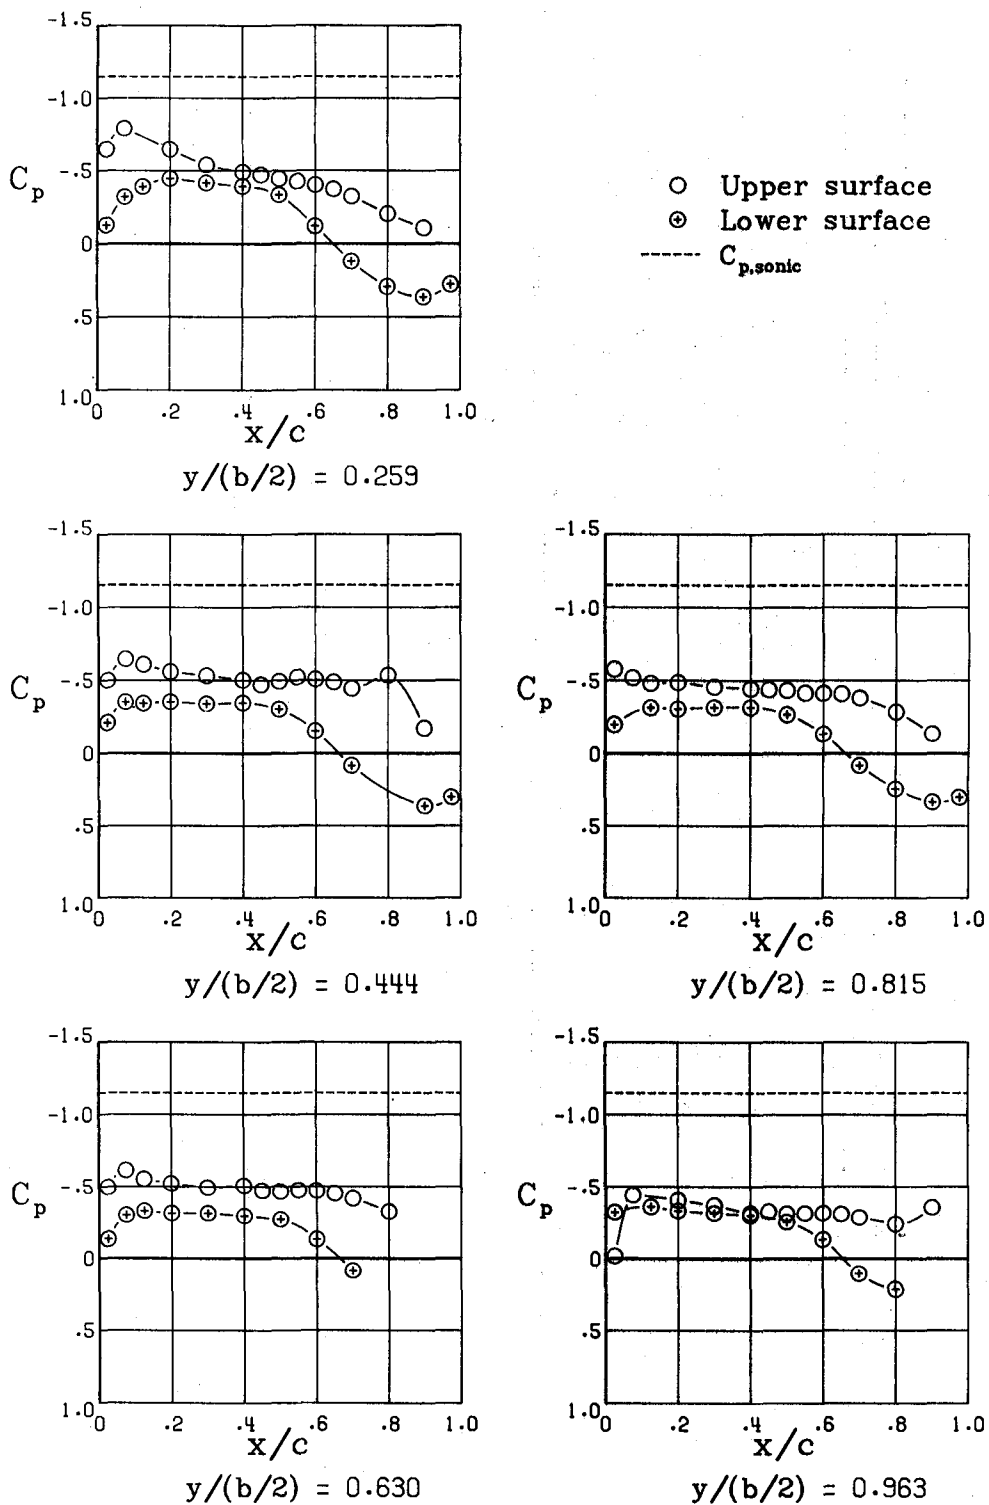 -1.5
-1.0
-.5
0
.5
1.0
C_p
0 .2 .4 .6 .8 1.0
x/c
y/(b/2) = 0.259
Upper surface
Lower surface
C_p,sonic
-1.5
-1.0
-.5
0
.5
1.0
C_p
0 .2 .4 .6 .8 1.0
x/c
y/(b/2) = 0.444
-1.5
-1.0
-.5
0
.5
1.0
C_p
0 .2 .4 .6 .8 1.0
x/c
y/(b/2) = 0.815
-1.5
-1.0
-.5
0
.5
1.0
C_p
0 .2 .4 .6 .8 1.0
x/c
y/(b/2) = 0.630
-1.5
-1.0
-.5
0
.5
1.0
C_p
0 .2 .4 .6 .8 1.0
x/c
y/(b/2) = 0.963